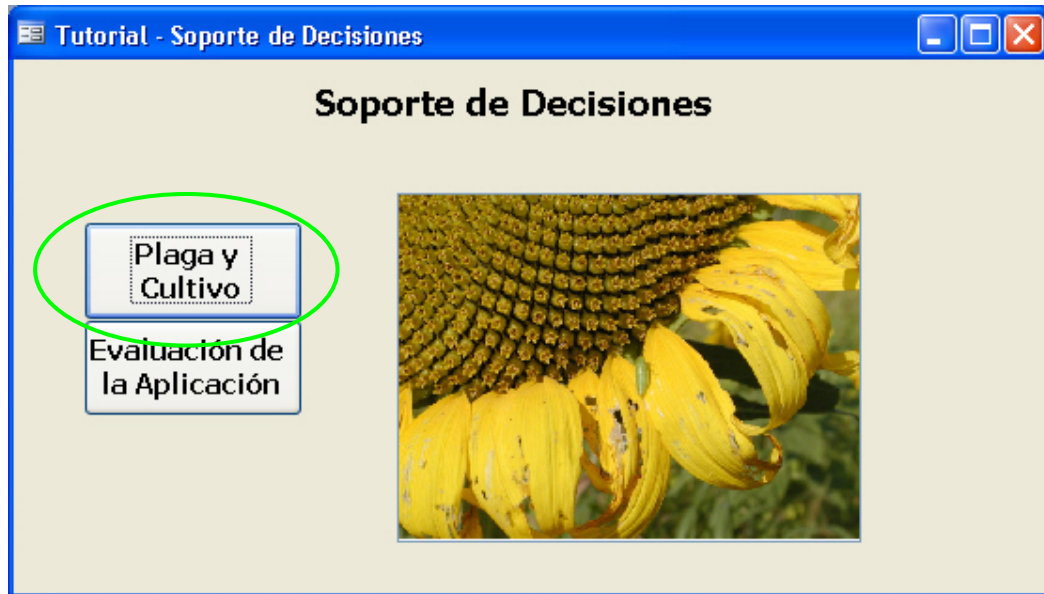 Tutorial - Soporte de Decisiones
Soporte de Decisiones
Plaga y
Cultivo
Evaluación de
la Aplicación